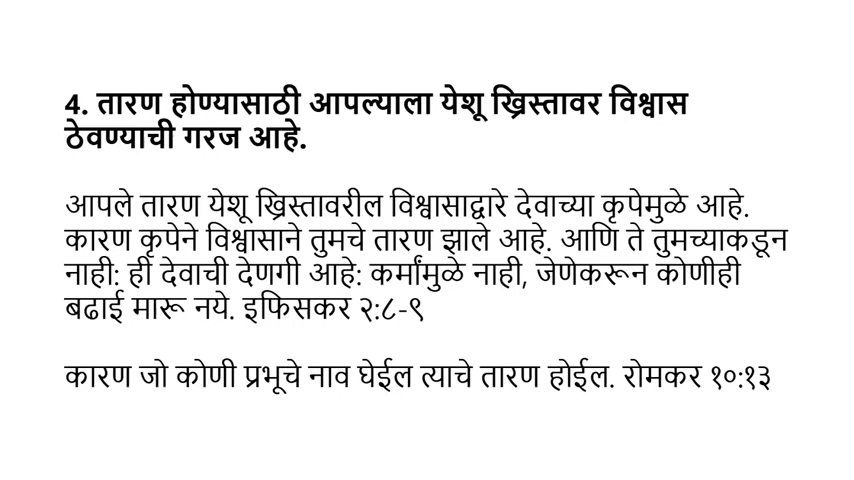 4. तारण होण्यासाठी आपल्याला येशू ख्रिस्तावर विश्वास
ठेवण्याची गरज आहे.
आपले तारण येशू ख्रिस्तावरील विश्वासाद्वारे देवाच्या कृपेमुळे आहे.
कारण कृपेने विश्वासाने तुमचे तारण झाले आहे. आणि ते तुमच्याकडून
नाही: ही देवाची देणगी आहे: कर्मांमुळे नाही, जेणेकरून कोणीही
बढाई मारू नये. इफिसकर २:८-९
कारण जो कोणी प्रभूचे नाव घेईल त्याचे तारण होईल. रोमकर १०:१३